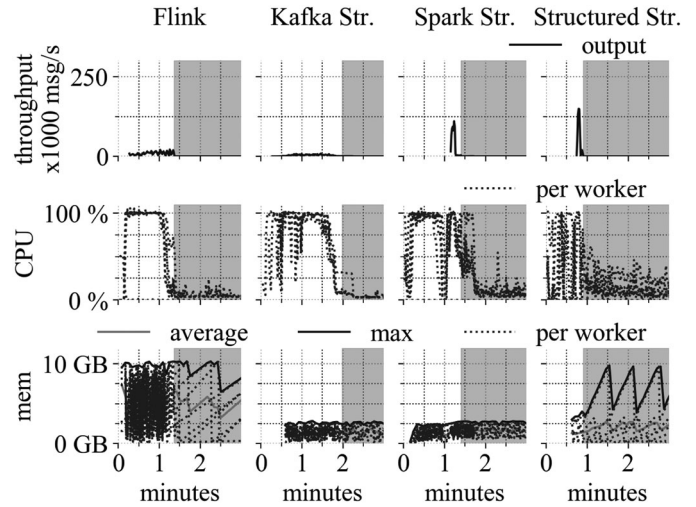 Flink Kafka Str. Spark Str. Structured Str.
output
throughput
x1000 msg/s
250
0
per worker
CPU
100 %
0 %
average max per worker
mem
10 GB
0 GB
0 1 2 0 1 2 0 1 2 0 1 2
minutes minutes minutes minutes